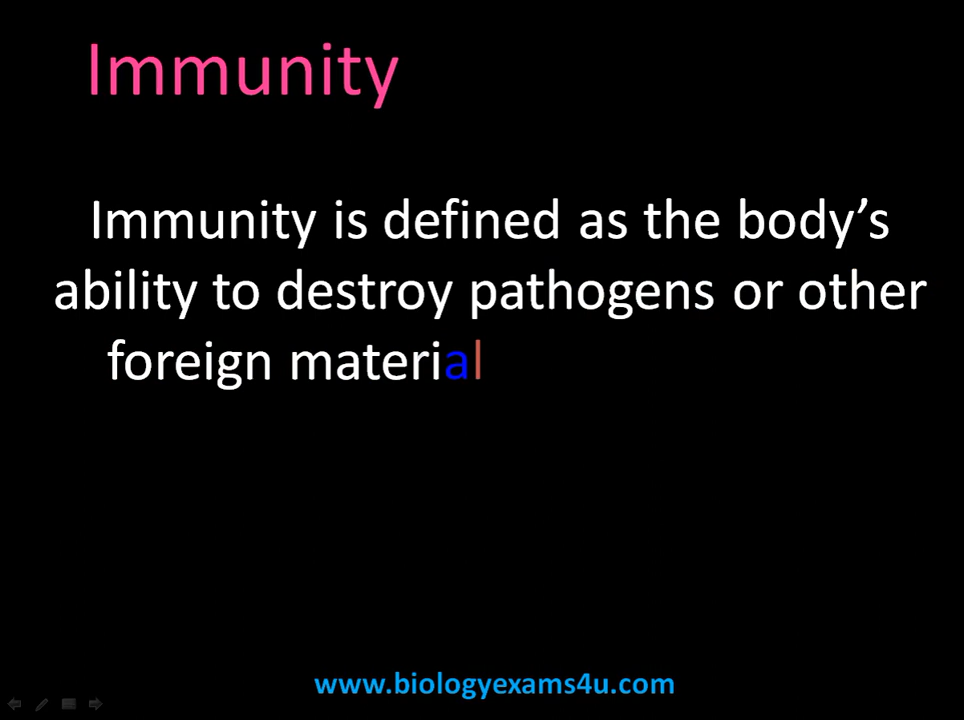 Immunity
Immunity is defined as the body’s
ability to destroy pathogens or other
foreign material
www.biologyexams4u.com